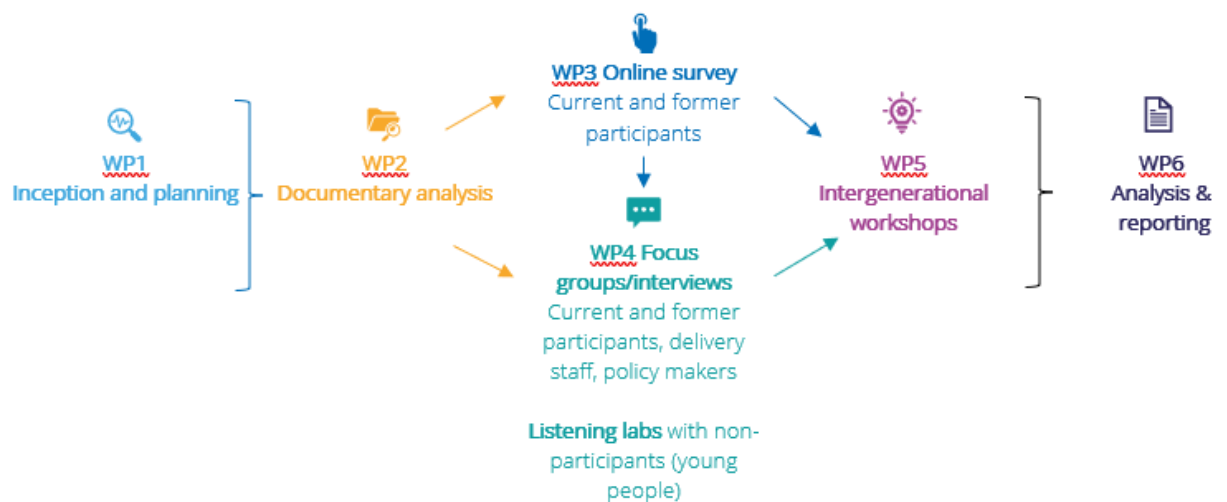 WP1
Inception and planning
WP2
Documentary analysis
WP3 Online survey
Current and former
participants
WP4 Focus
groups/interviews
Current and former
participants, delivery
staff, policy makers
Listening labs with non-
participants (young
people)
WP5
Intergenerational
workshops
WP6
Analysis &
reporting